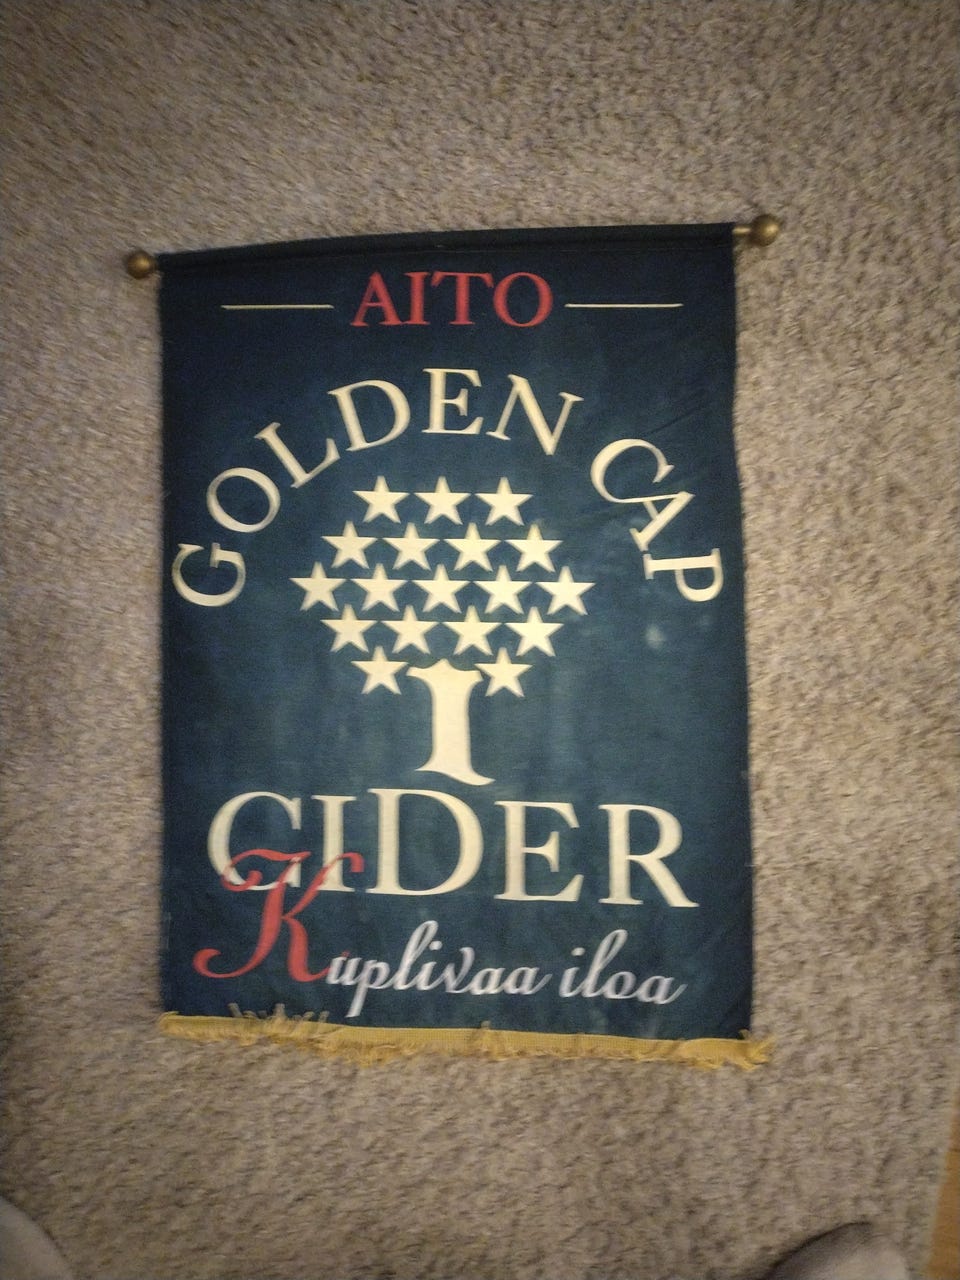 AITO
GOLDEN CAP
CIDER
Kuplivaa iloa